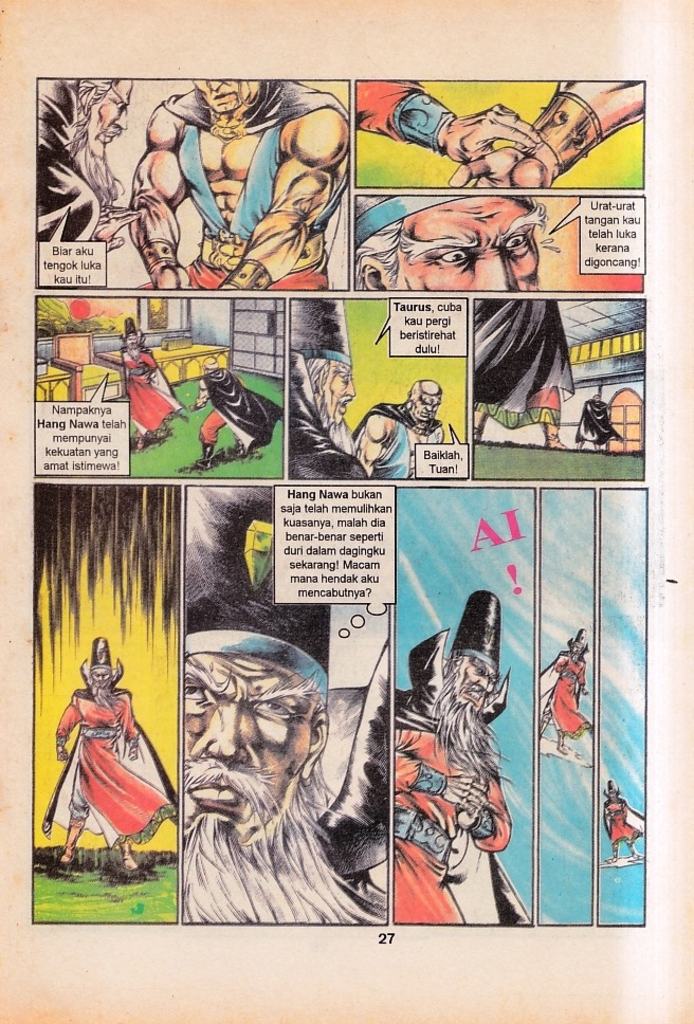 Biar aku
tengok luka
kau itu!
Urat-urat
tangan kau
telah luka
kerana
digoncang!
Nampaknya
Hang Nawa telah
mempunyai
kekuatan yang
amat istimewa!
Taurus, cuba
kau pergi
beristirehat
dulu!
Baiklah,
Tuan!
Hang Nawa bukan
saja telah memulihkan
kuasanya, malah dia
benar-benar seperti
duri dalam dagingku
sekarang! Macam
mana hendak aku
mencabutnya?
AI
!
27